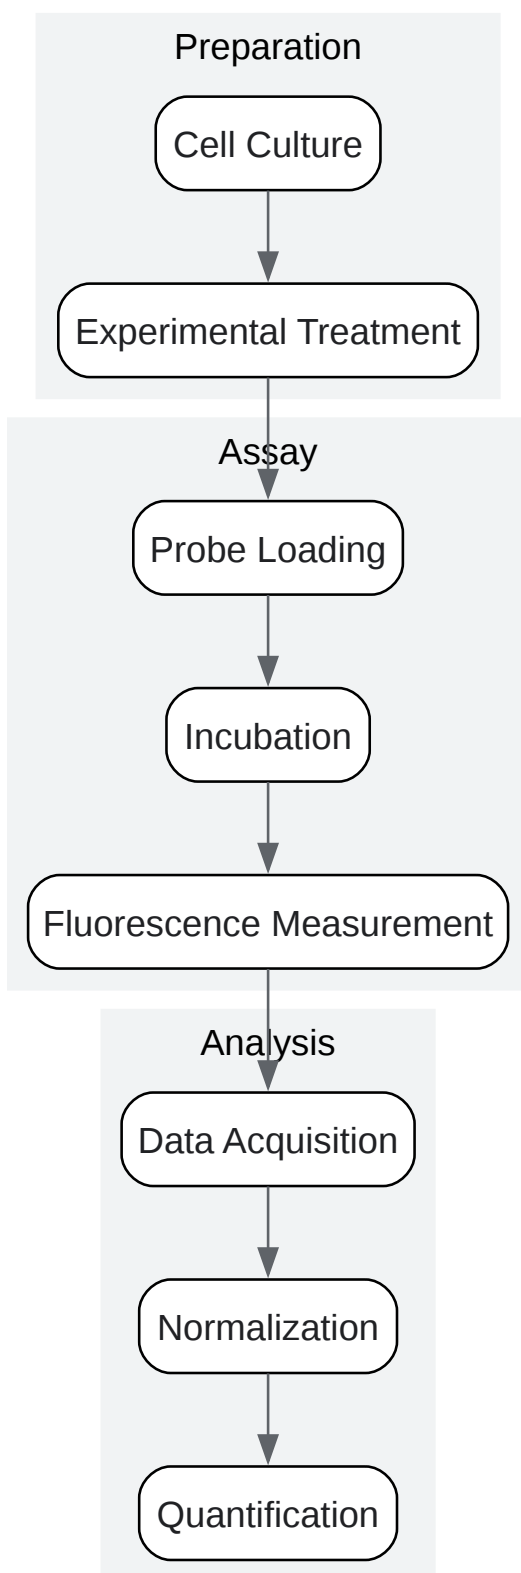 Preparation
Cell Culture
Experimental Treatment
Assay
Probe Loading
Incubation
Fluorescence Measurement
Analysis
Data Acquisition
Normalization
Quantification